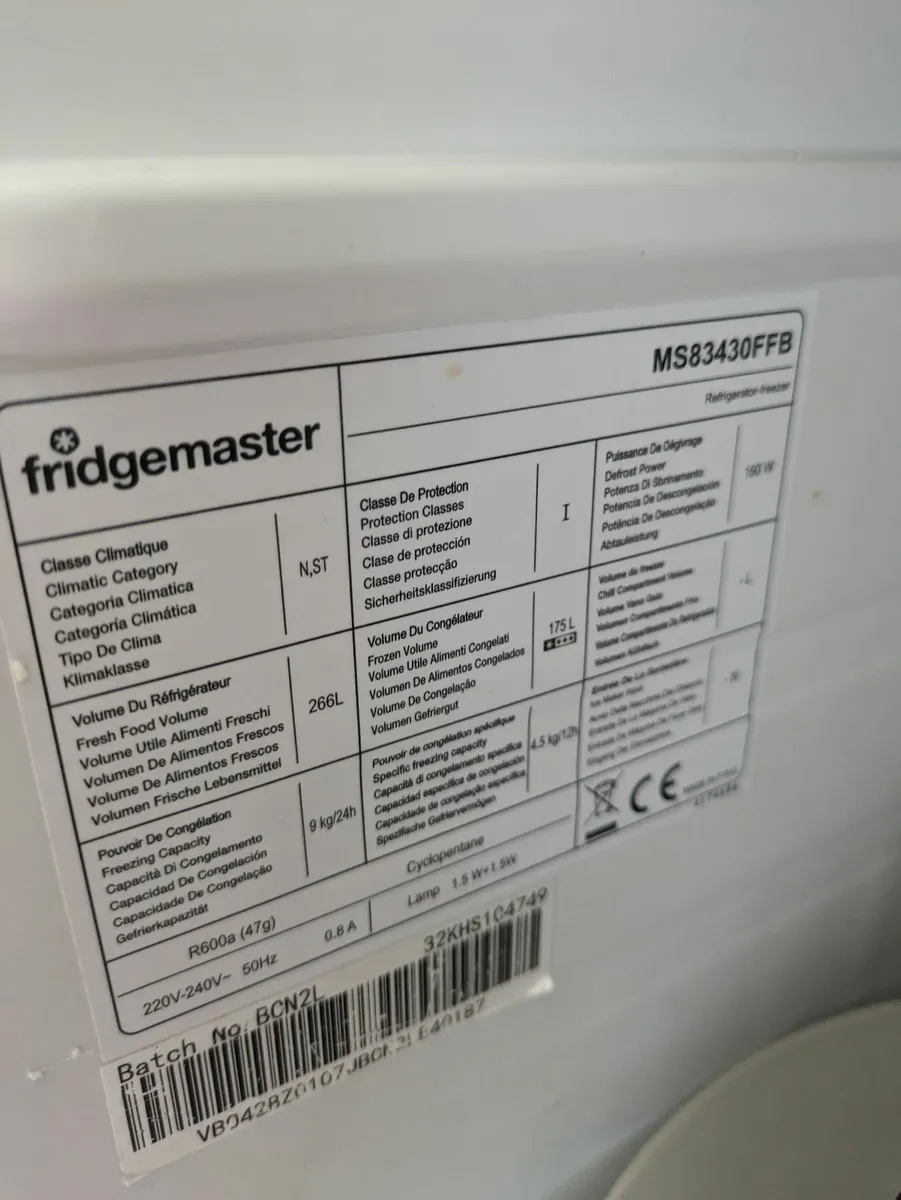 MS83430FFB
Refrigerator-freezer
fridgemaster
Classe Climatique
Climatic Category
Categoria Climatica
Categoría Climática
Tipo De Clima
Klimaklasse
N,ST
Classe De Protection
Protection Classes
Classe di protezione
Clase de protección
Classe protecção
Sicherheitsklassifizierung
I
Puissance De Dégivrage
Defrost Power
Potenza Di Sbrinamento
Potencia De Descongelación
Potência De Descongelação
Abtauleistung
160 W
Volume Du Réfrigérateur
Fresh Food Volume
Volume Utile Alimenti Freschi
Volumen De Alimentos Frescos
Volume De Alimentos Frescos
Volumen Frische Lebensmittel
266L
Volume Du Congélateur
Frozen Volume
Volume Utile Alimenti Congelati
Volumen De Alimentos Congelados
Volume De Congelação
Volumen Gefriergut
175 L
Chill Compartment Volume
- L
Pouvoir De Congélation
Freezing Capacity
Capacità Di Congelamento
Capacidad De Congelación
Capacidade De Congelação
Gefrierkapazität
9 kg/24h
Pouvoir de congélation spécifique
Specific freezing capacity
Capacità di congelamento specifica
Capacidad específica de congelación
Capacidade de congelação específica
Spezifische Gefriervermögen
4.5 kg/12h
CE
R600a (47g)
Cyclopentane
220V-240V~ 50Hz
0.8 A
Lamp 1.5 W+1.5W
Batch No: BCN2L
32KHS104749